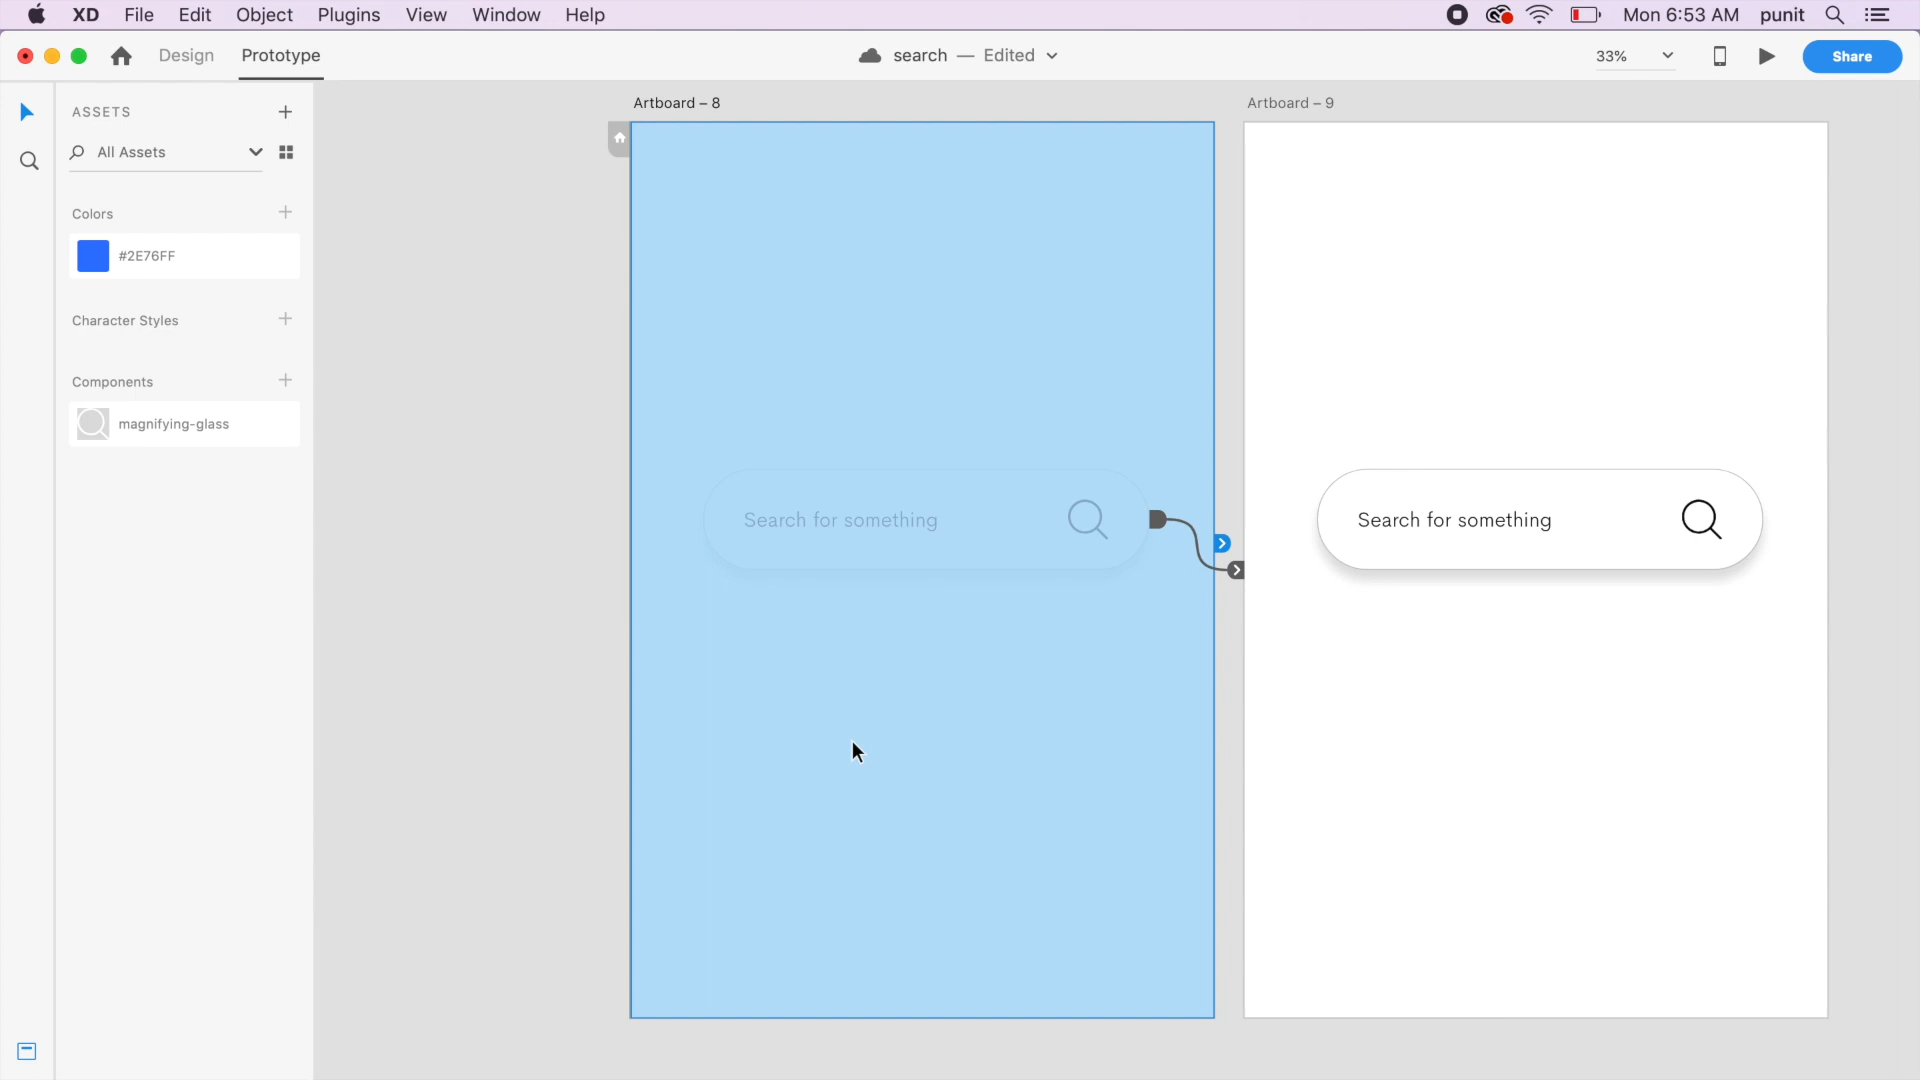 XD File Edit Object Plugins View Window Help Mon 6:53 AM punit
Design Prototype search — Edited 33% Share
ASSETS
All Assets
Colors
#2E76FF
Character Styles
Components
magnifying-glass
Artboard – 8
Search for something
Artboard – 9
Search for something